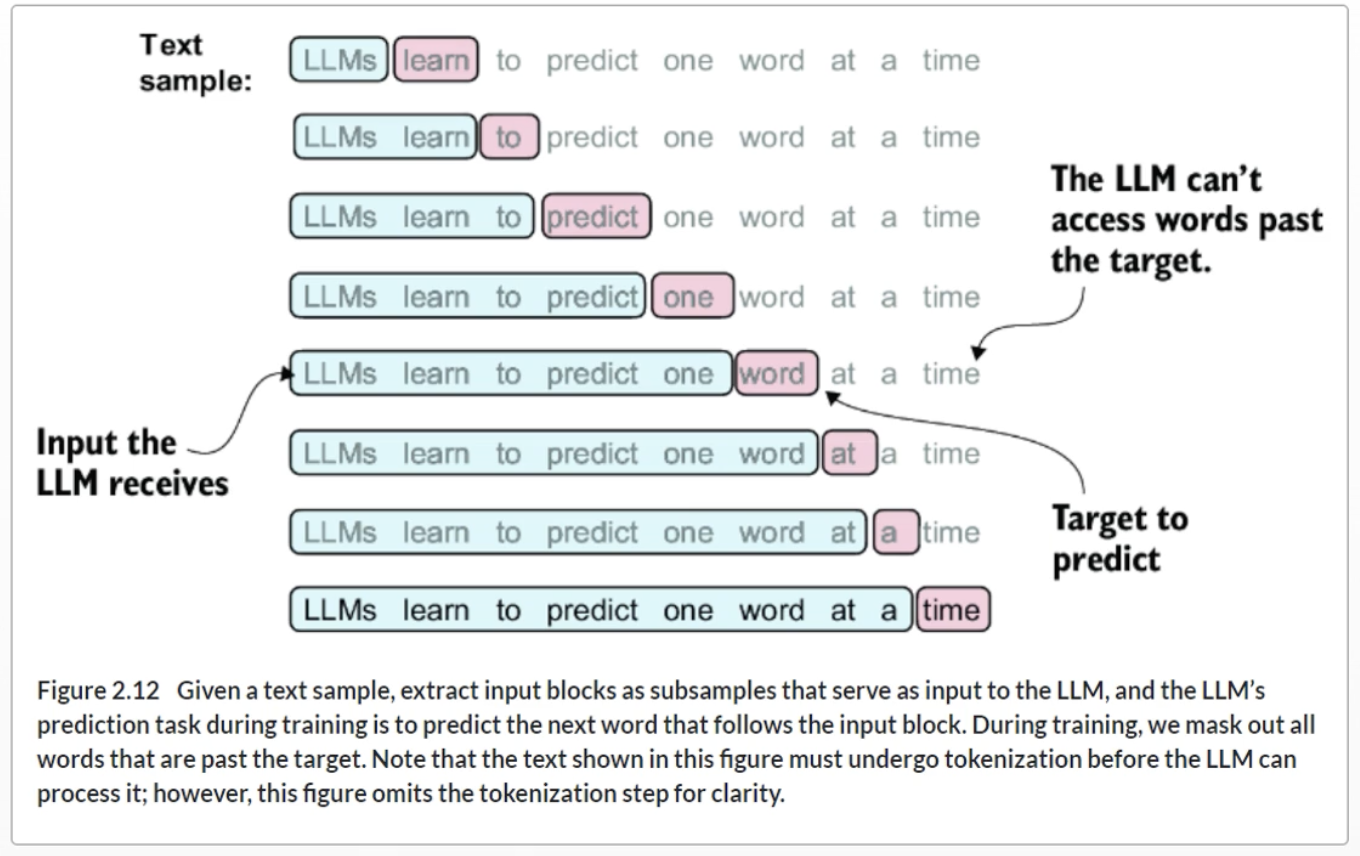 Text
sample:
LLMs learn to predict one word at a time
LLMs learn to predict one word at a time
LLMs learn to predict one word at a time
LLMs learn to predict one word at a time
LLMs learn to predict one word at a time
LLMs learn to predict one word at a time
LLMs learn to predict one word at a time
LLMs learn to predict one word at a time
The LLM can't
access words past
the target.
Input the
LLM receives
Target to
predict
Figure 2.12 Given a text sample, extract input blocks as subsamples that serve as input to the LLM, and the LLM's
prediction task during training is to predict the next word that follows the input block. During training, we mask out all
words that are past the target. Note that the text shown in this figure must undergo tokenization before the LLM can
process it; however, this figure omits the tokenization step for clarity.